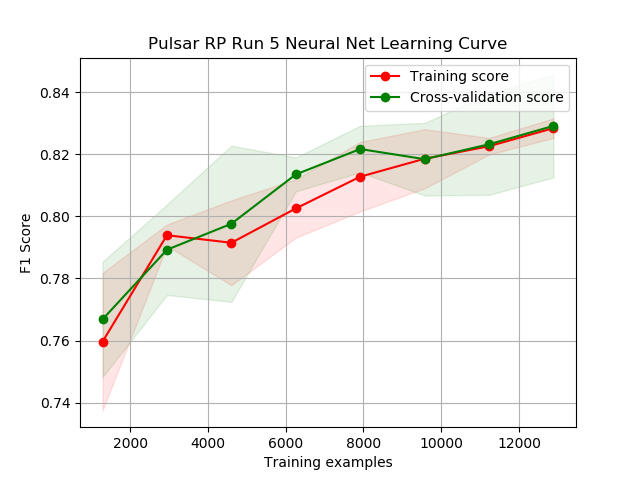 Pulsar RP Run 5 Neural Net Learning Curve
Training score
Cross-validation score
0.84
0.82
0.80
0.78
0.76
0.74
F1 Score
2000 4000 6000 8000 10000 12000
Training examples